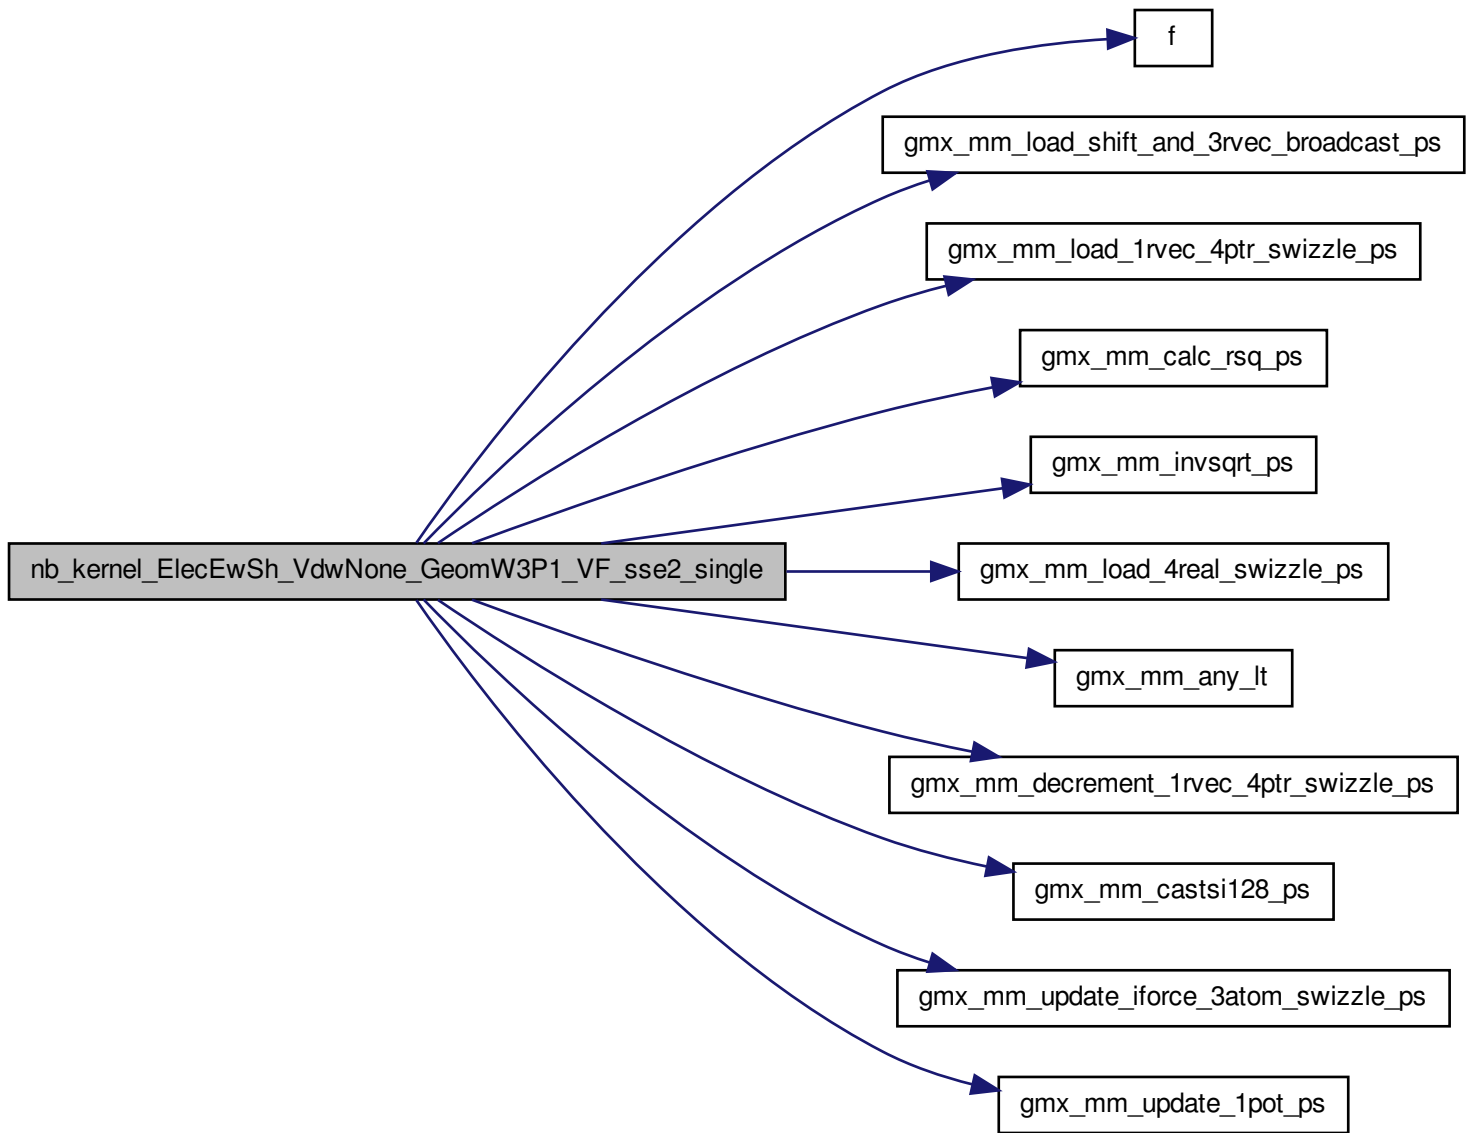 f
gmx_mm_load_shift_and_3rvec_broadcast_ps
gmx_mm_load_1rvec_4ptr_swizzle_ps
gmx_mm_calc_rsq_ps
gmx_mm_invsqrt_ps
nb_kernel_ElecEwSh_VdwNone_GeomW3P1_VF_sse2_single
gmx_mm_load_4real_swizzle_ps
gmx_mm_any_lt
gmx_mm_decrement_1rvec_4ptr_swizzle_ps
gmx_mm_castsi128_ps
gmx_mm_update_iforce_3atom_swizzle_ps
gmx_mm_update_1pot_ps